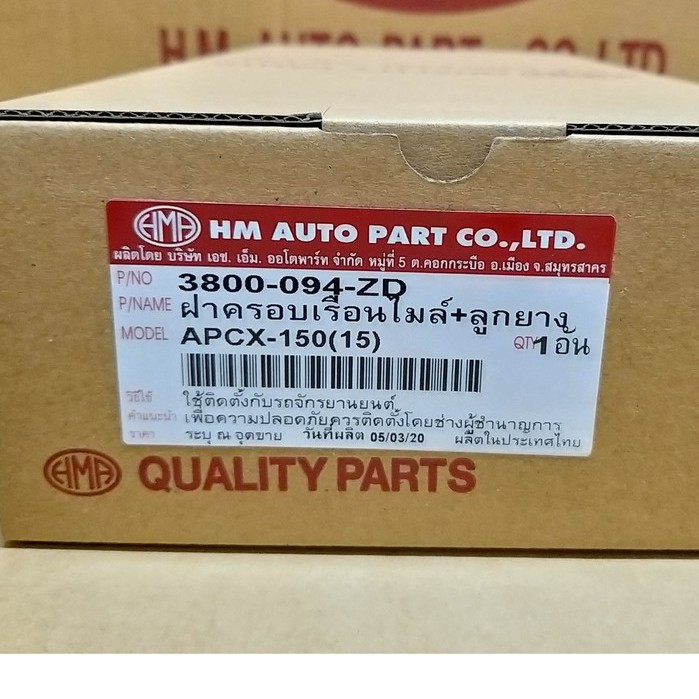 H.M AUTO PART CO.,LTD.
HMA HM AUTO PART CO.,LTD.
ผลิตโดย บริษัท เอช. เอ็ม. ออโตพาร์ท จำกัด หมู่ที่ 5 ต.คอกกระบือ อ.เมือง จ.สมุทรสาคร
P/NO 3800-094-ZD
P/NAME ฝาครอบเรือนไมล์+ลูกยาง
MODEL APCX-150(15) QTY 1 อัน
วิธีใช้ ใช้ติดตั้งกับรถจักรยานยนต์
คำแนะนำ เพื่อความปลอดภัยควรติดตั้งโดยช่างผู้ชำนาญการ
ราคา ระบุ ณ จุดขาย วันที่ผลิต 05/03/20 ผลิตในประเทศไทย
HMA QUALITY PARTS